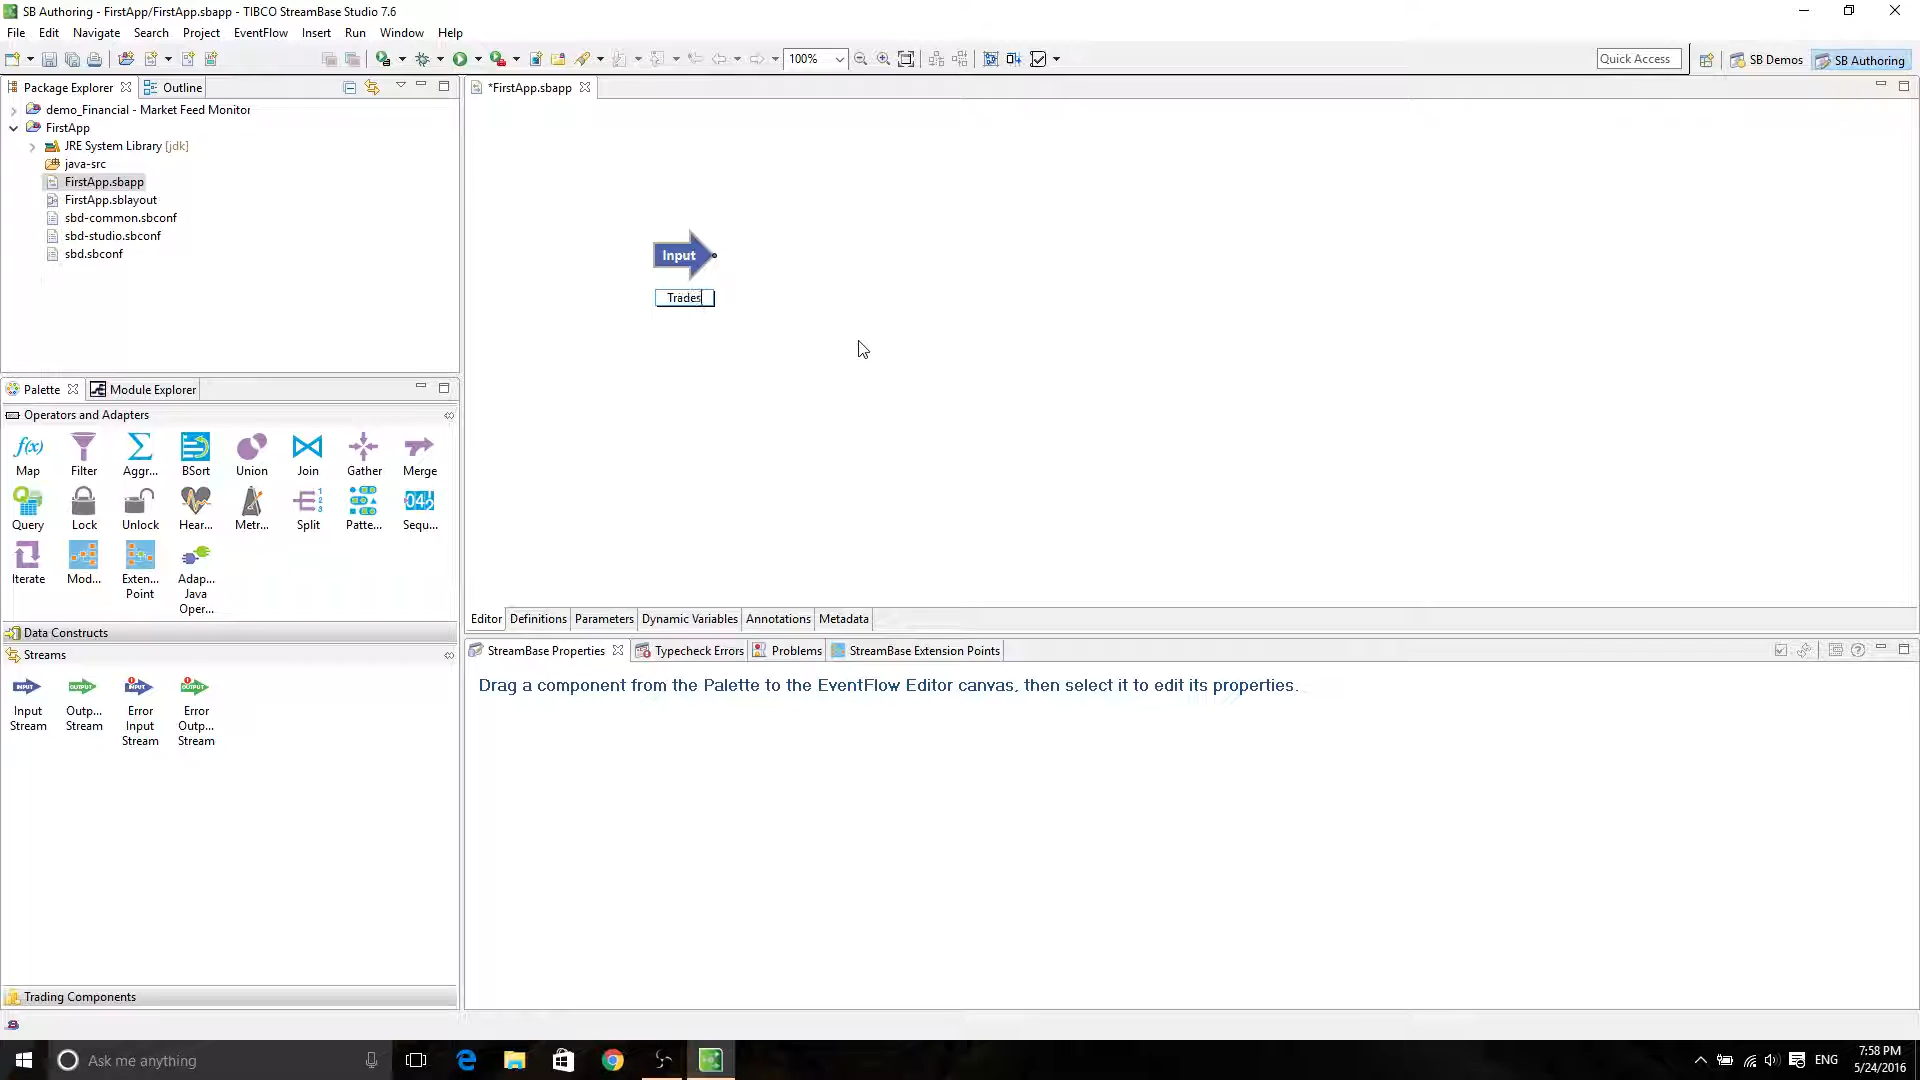 SB Authoring - FirstApp/FirstApp.sbapp - TIBCO StreamBase Studio 7.6
File Edit Navigate Search Project EventFlow Insert Run Window Help
100%
Quick Access
SB Demos
SB Authoring
Package Explorer
Outline
demo_Financial - Market Feed Monitor
FirstApp
JRE System Library [jdk]
java-src
FirstApp.sbapp
FirstApp.sblayout
sbd-common.sbconf
sbd-studio.sbconf
sbd.sbconf
*FirstApp.sbapp
Input
Trades
Palette
Module Explorer
Operators and Adapters
Map Filter Aggr... BSort Union Join Gather Merge
Query Lock Unlock Hear... Metr... Split Patte... Sequ...
Iterate Mod... Exten... Point Adap... Java Oper...
Data Constructs
Streams
INPUT OUTPUT INPUT OUTPUT
Input Stream Outp... Stream Error Input Stream Error Outp... Stream
Trading Components
Editor Definitions Parameters Dynamic Variables Annotations Metadata
StreamBase Properties
Typecheck Errors
Problems
StreamBase Extension Points
Drag a component from the Palette to the EventFlow Editor canvas, then select it to edit its properties.
Ask me anything
ENG
7:58 PM
5/24/2016